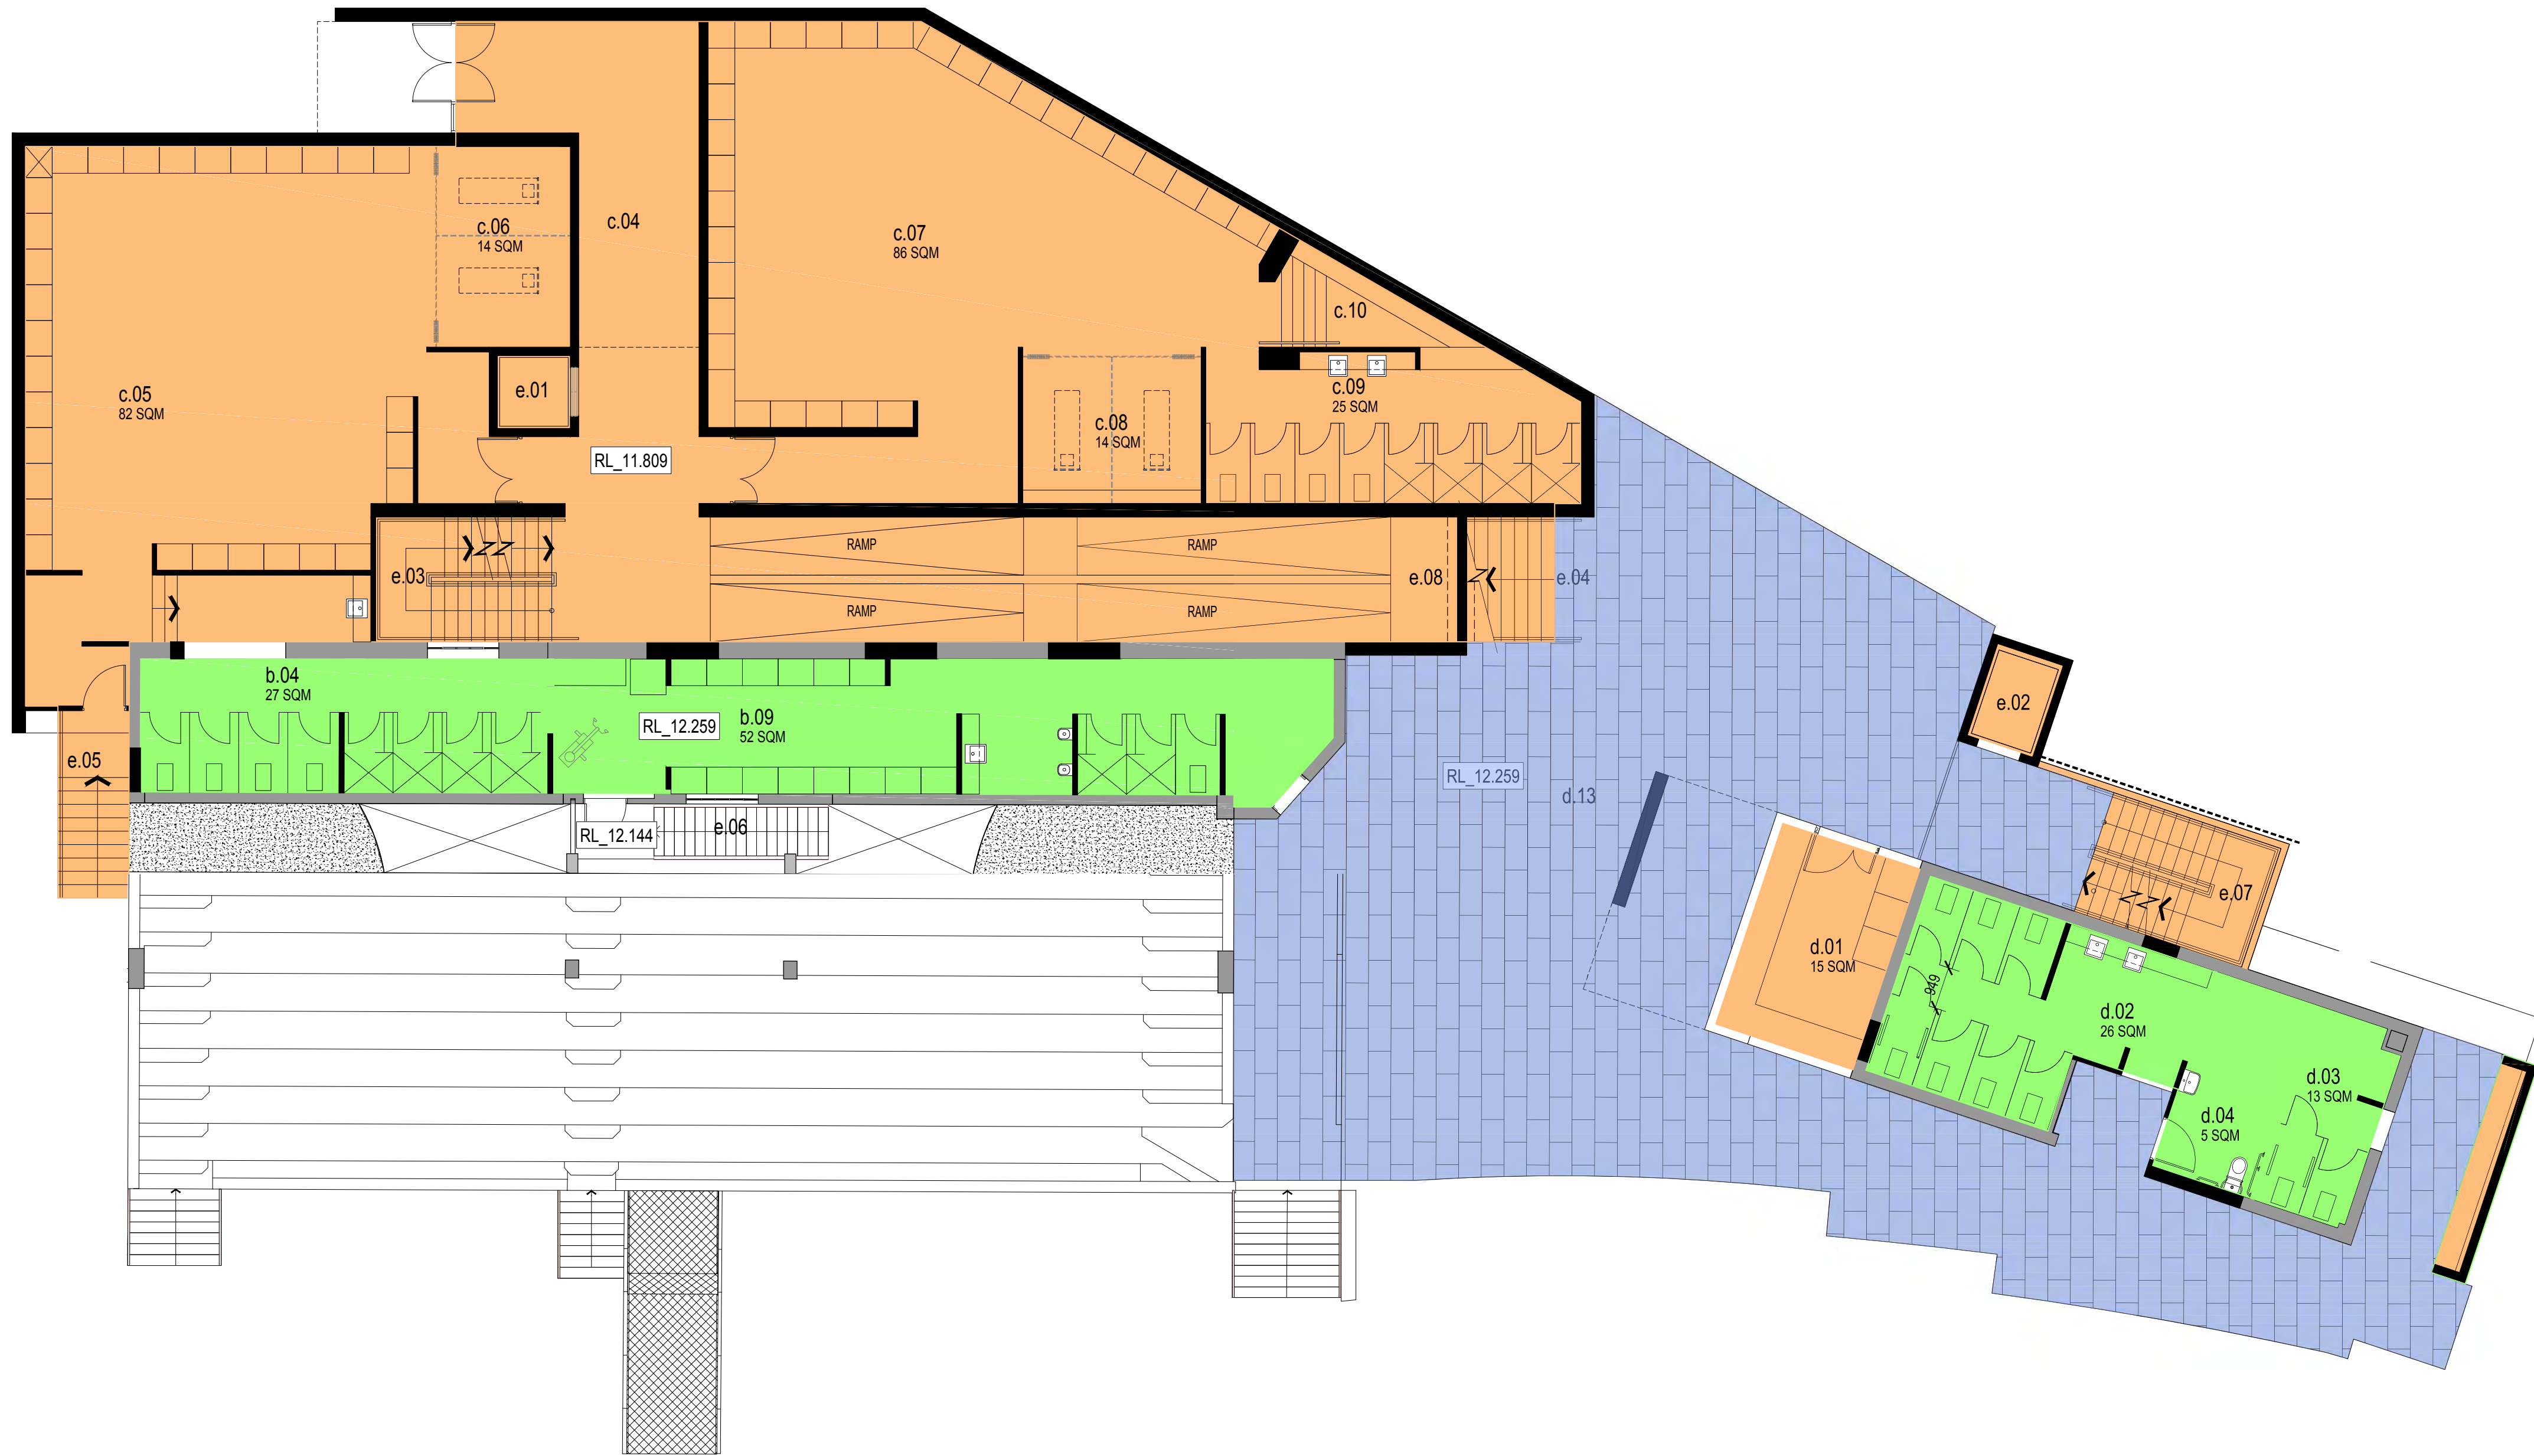 c.04
c.06
14 SQM
c.07
86 SQM
c.10
e.01
c.05
82 SQM
c.09
25 SQM
c.08
14 SQM
RL_11.809
RAMP
RAMP
e.03
e.08
e.04
RAMP
RAMP
b.04
27 SQM
b.09
52 SQM
RL_12.259
e.02
e.05
RL_12.259
d.13
e.06
RL_12.144
e.07
d.01
15 SQM
949
d.02
26 SQM
d.03
13 SQM
d.04
5 SQM